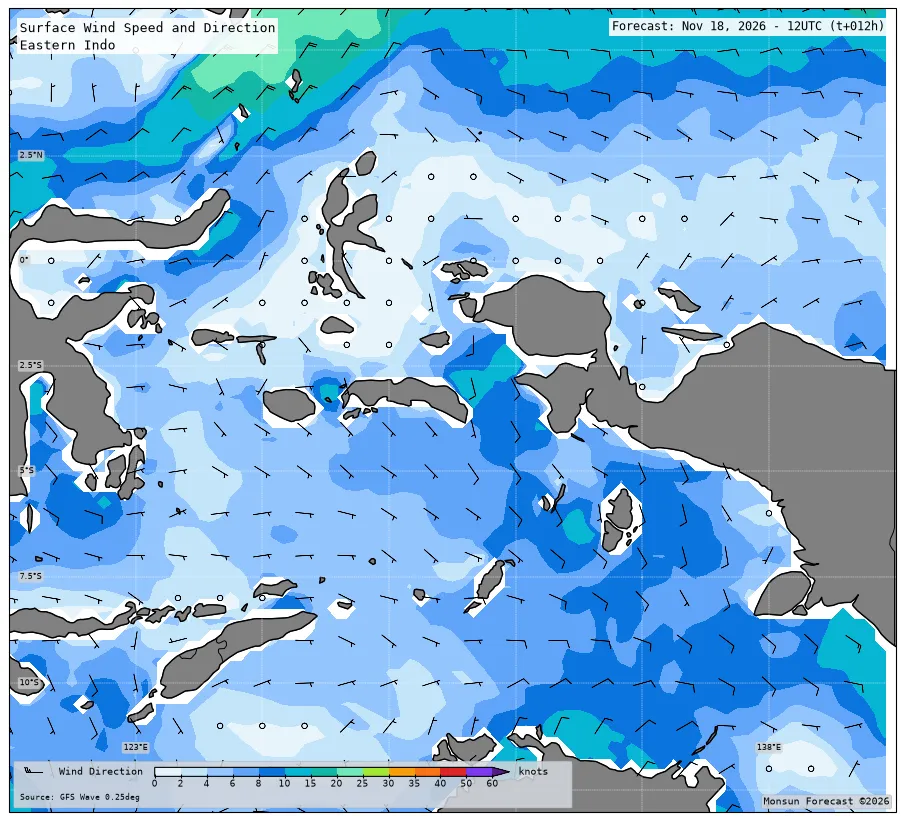 Surface Wind Speed and Direction
Eastern Indo
Forecast: Nov 18, 2026 - 12UTC (t+012h)
2.5°N
0°
2.5°S
5°S
7.5°S
10°S
123°E
138°E
Wind Direction
knots
0 2 4 6 8 10 15 20 25 30 35 40 50 60
Source: GFS Wave 0.25deg
Monsun Forecast ©2026